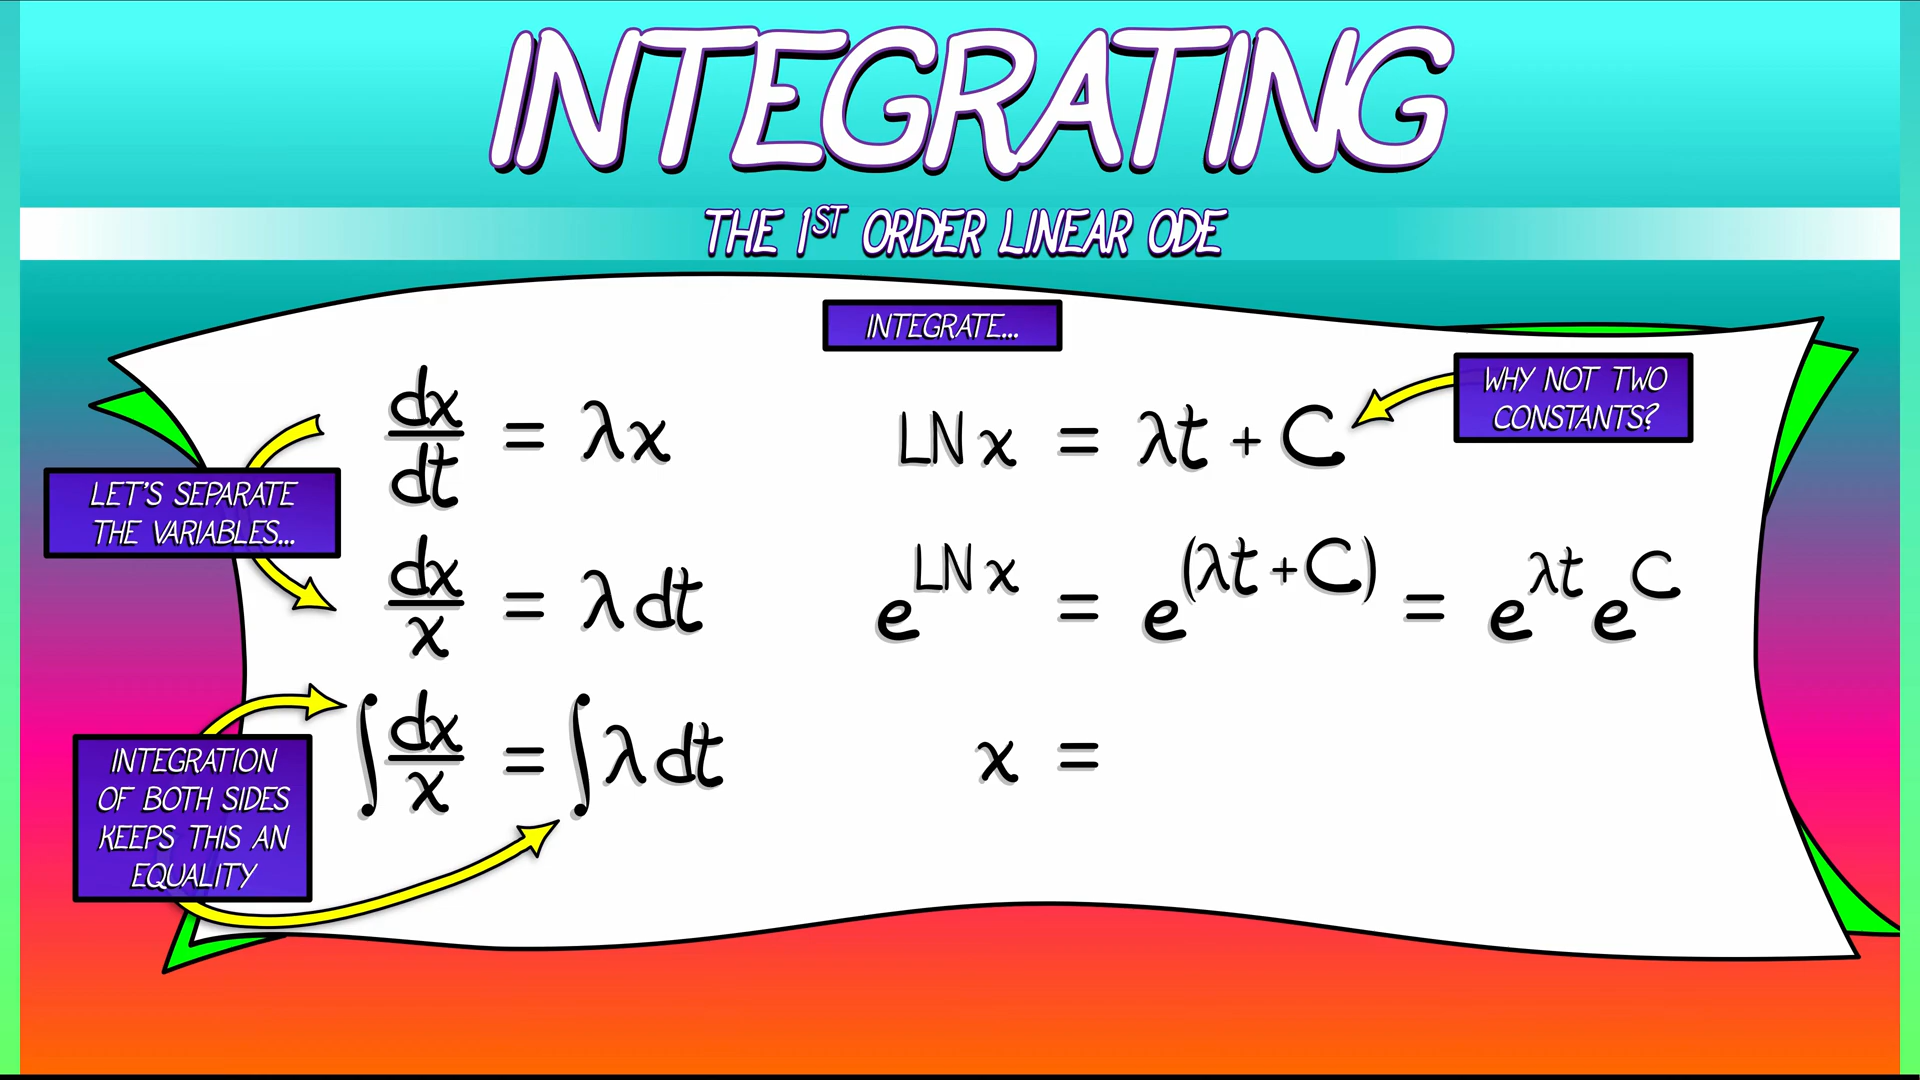 INTEGRATING
THE 1ST ORDER LINEAR ODE
INTEGRATE...
dx/dt = λx
LET'S SEPARATE
THE VARIABLES...
dx/x = λdt
∫dx/x = ∫λdt
INTEGRATION
OF BOTH SIDES
KEEPS THIS AN
EQUALITY
LN x = λt + C
WHY NOT TWO
CONSTANTS?
e^(LN x) = e^(λt + C) = e^(λt) e^C
x =